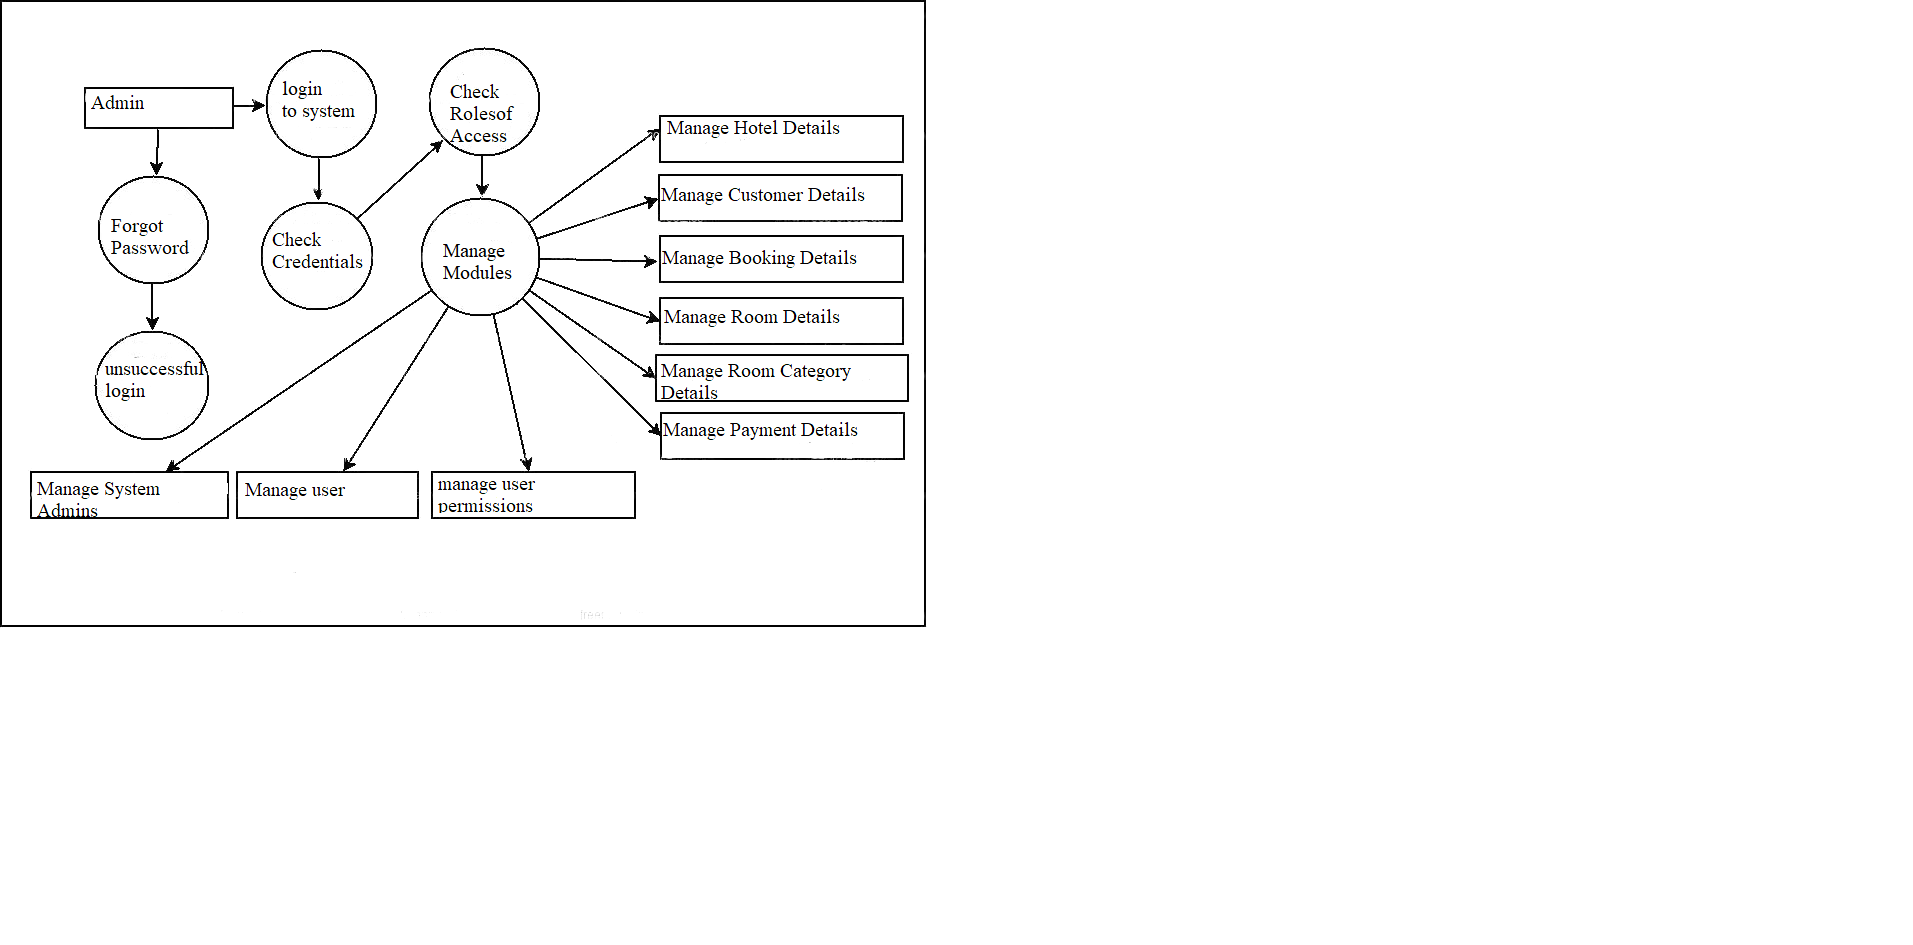 Admin
login
to system
Check
Rolesof
Access
Forgot
Password
Check
Credentials
Manage
Modules
unsuccessful
login
Manage Hotel Details
Manage Customer Details
Manage Booking Details
Manage Room Details
Manage Room Category
Details
Manage Payment Details
Manage System
Admins
Manage user
manage user
permissions